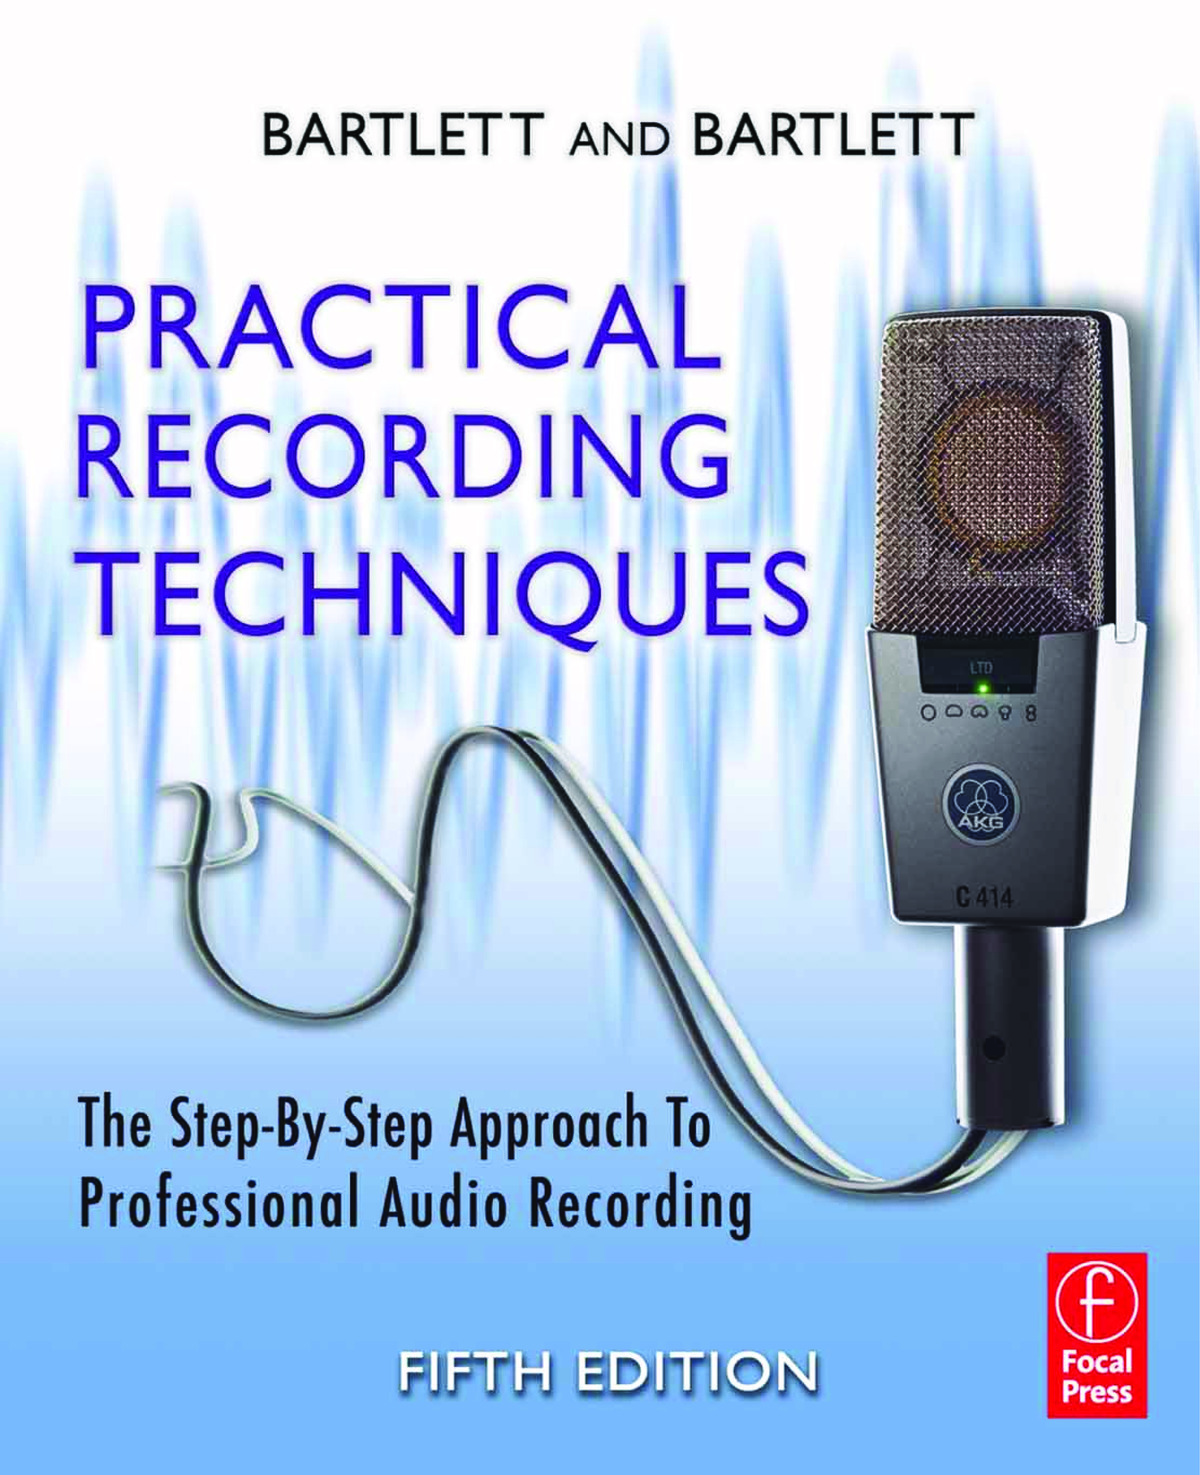 BARTLETT AND BARTLETT
PRACTICAL
RECORDING
TECHNIQUES
LTD
AKG
C 414
The Step-By-Step Approach To
Professional Audio Recording
FIFTH EDITION
f
Focal
Press